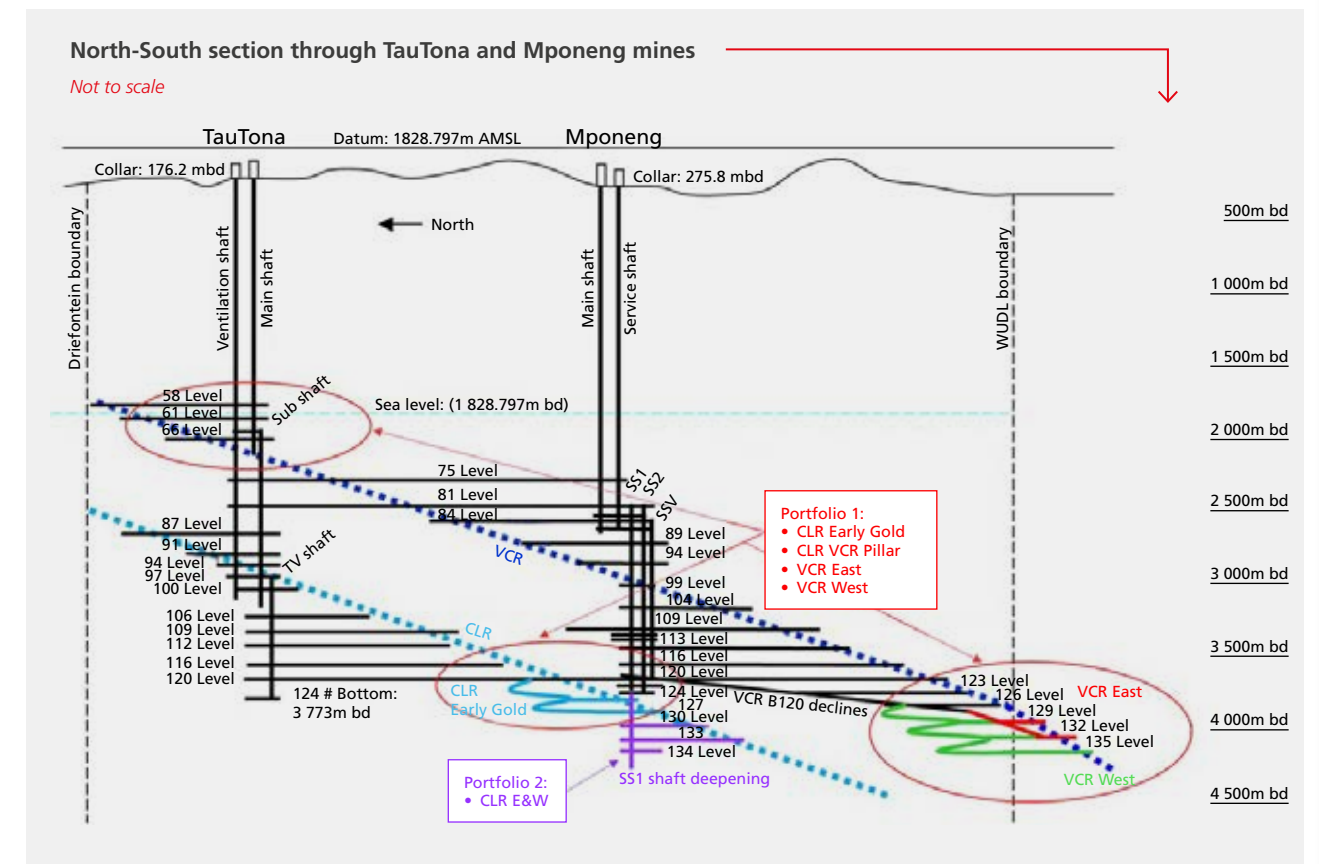 North-South section through TauTona and Mponeng mines
Not to scale
TauTona
Datum: 1828.797m AMSL
Mponeng
Collar: 176.2 mbd
Collar: 275.8 mbd
North
Driefontein boundary
Ventilation shaft
Main shaft
Main shaft
Service shaft
WUDL boundary
500m bd
1 000m bd
1 500m bd
2 000m bd
2 500m bd
3 000m bd
3 500m bd
4 000m bd
4 500m bd
58 Level
61 Level
66 Level
Sub shaft
Sea level: (1 828.797m bd)
75 Level
81 Level
84 Level
SS1
SS2
SSV
87 Level
91 Level
94 Level
97 Level
100 Level
TV shaft
VCR
89 Level
94 Level
99 Level
104 Level
109 Level
113 Level
116 Level
120 Level
124 Level
127
130 Level
133
134 Level
106 Level
109 Level
112 Level
116 Level
120 Level
124 # Bottom:
3 773m bd
CLR
CLR
Early Gold
VCR B120 declines
123 Level
126 Level
129 Level
132 Level
135 Level
VCR East
VCR West
Portfolio 1:
• CLR Early Gold
• CLR VCR Pillar
• VCR East
• VCR West
Portfolio 2:
• CLR E&W
SS1 shaft deepening